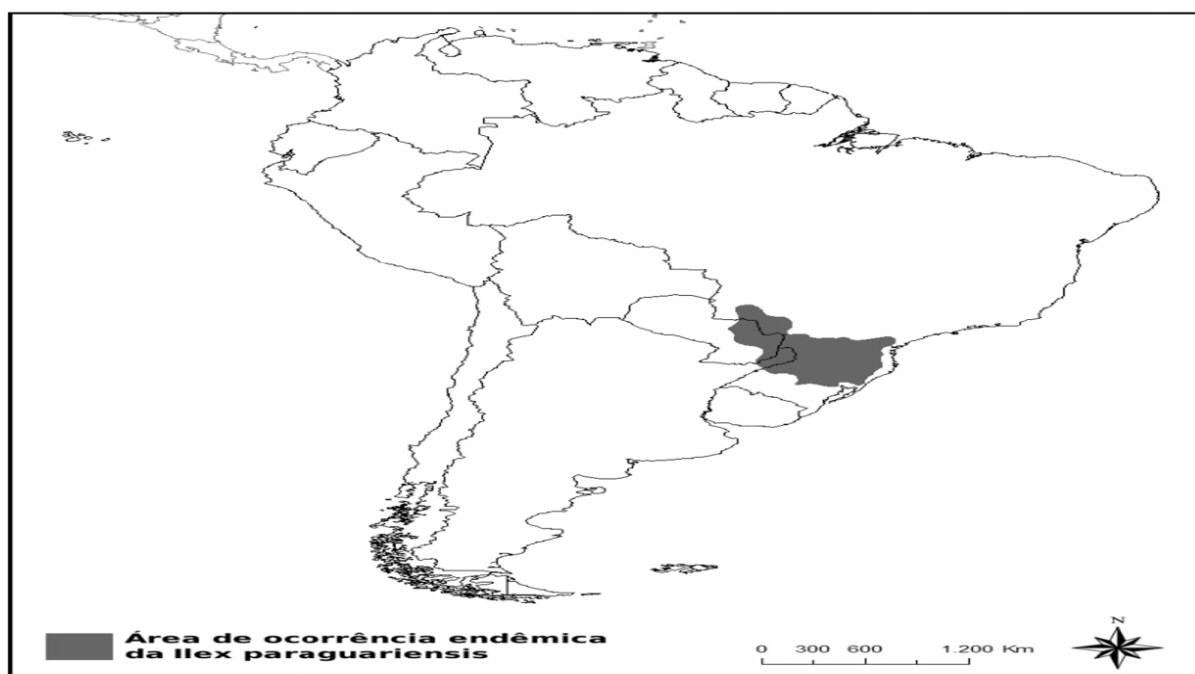 Área de ocorrência endêmica
da Ilex paraguariensis
0 300 600 1.200 Km
N